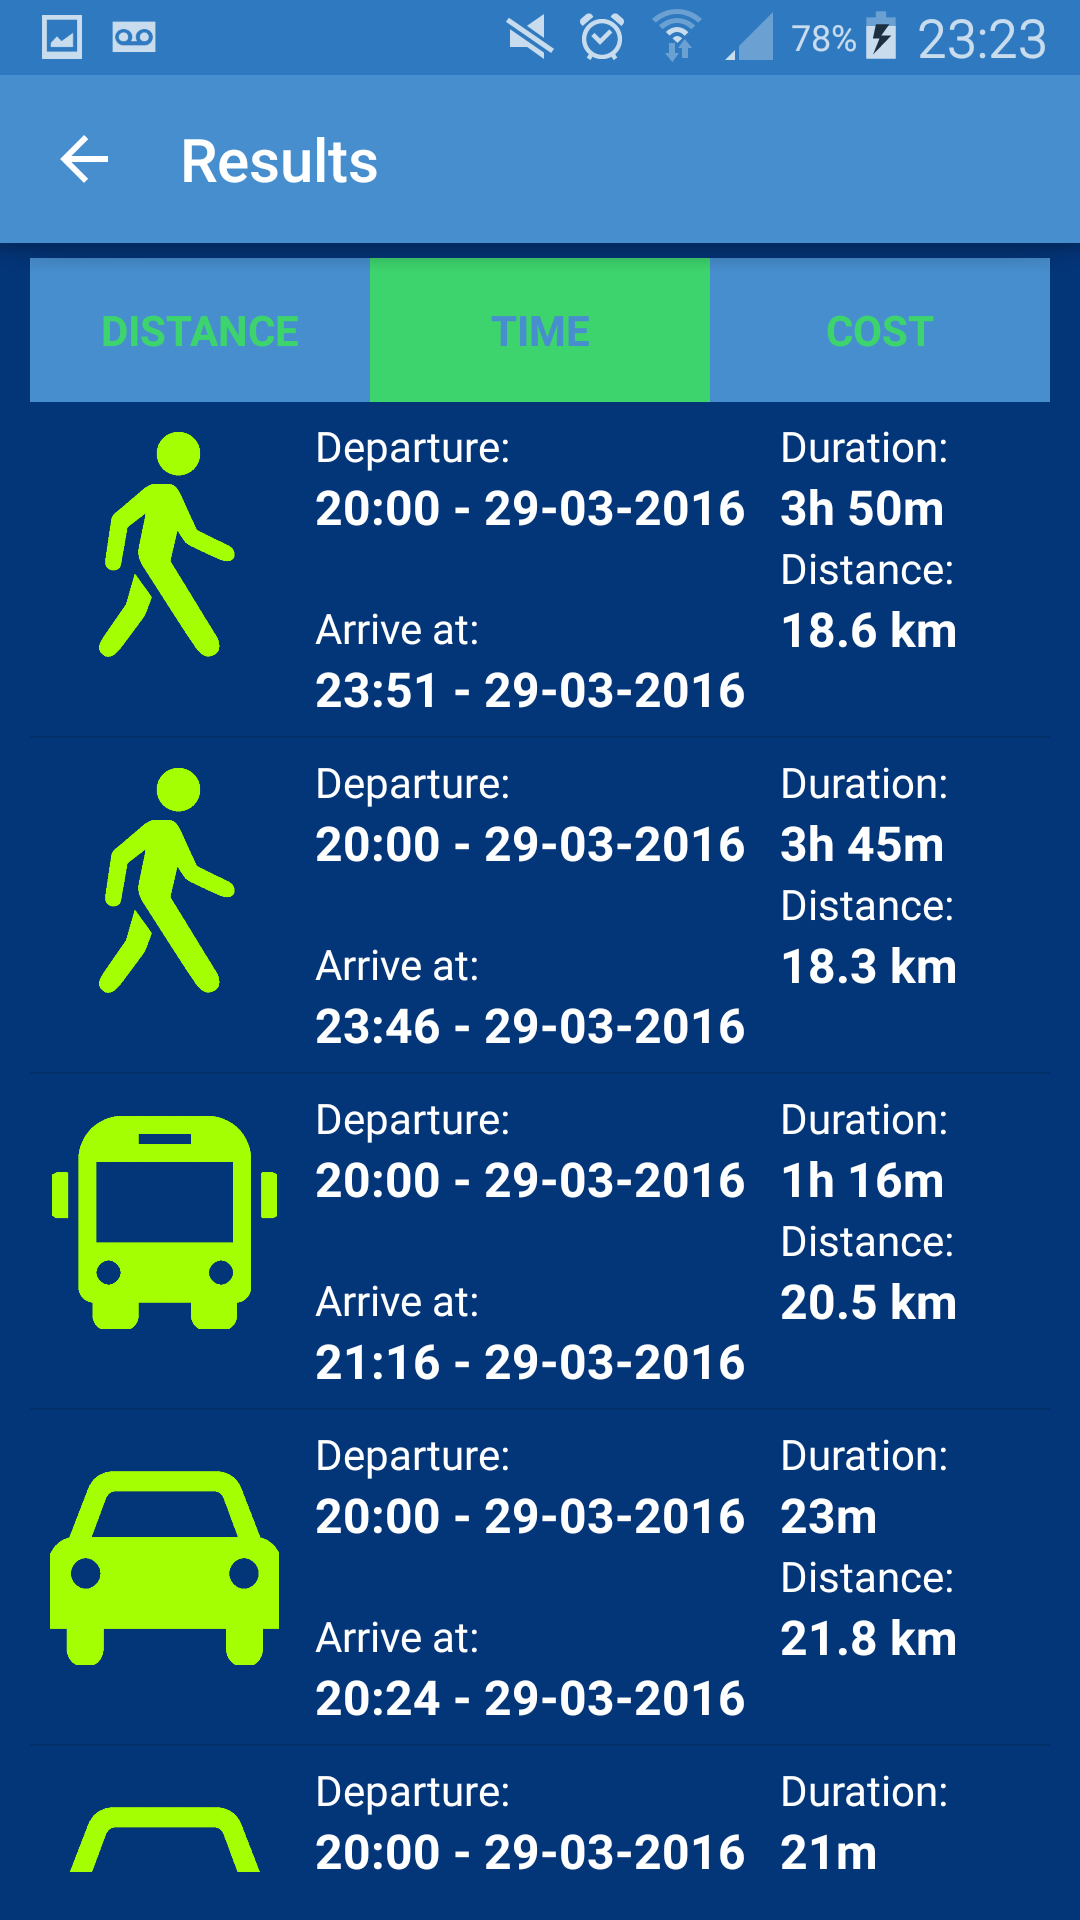 78% 23:23
Results
DISTANCE TIME COST
Departure: Duration:
20:00 - 29-03-2016 3h 50m
Distance:
Arrive at: 18.6 km
23:51 - 29-03-2016
Departure: Duration:
20:00 - 29-03-2016 3h 45m
Distance:
Arrive at: 18.3 km
23:46 - 29-03-2016
Departure: Duration:
20:00 - 29-03-2016 1h 16m
Distance:
Arrive at: 20.5 km
21:16 - 29-03-2016
Departure: Duration:
20:00 - 29-03-2016 23m
Distance:
Arrive at: 21.8 km
20:24 - 29-03-2016
Departure: Duration:
20:00 - 29-03-2016 21m